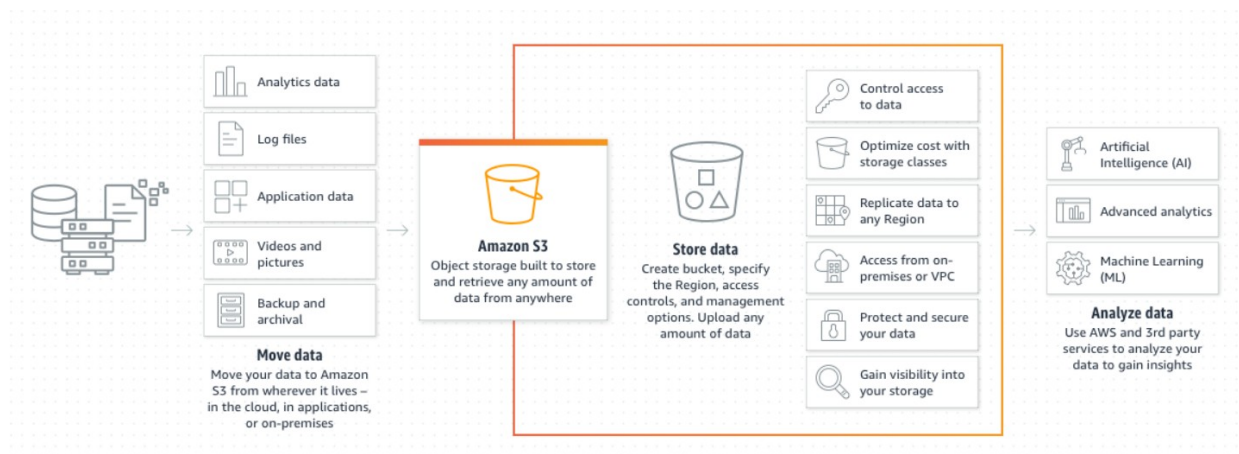 Analytics data
Log files
Application data
Videos and
pictures
Backup and
archival
Move data
Move your data to Amazon
S3 from wherever it lives –
in the cloud, in applications,
or on-premises
Amazon S3
Object storage built to store
and retrieve any amount of
data from anywhere
Store data
Create bucket, specify
the Region, access
controls, and management
options. Upload any
amount of data
Control access
to data
Optimize cost with
storage classes
Replicate data to
any Region
Access from on-
premises or VPC
Protect and secure
your data
Gain visibility into
your storage
Artificial
Intelligence (AI)
Advanced analytics
Machine Learning
(ML)
Analyze data
Use AWS and 3rd party
services to analyze your
data to gain insights